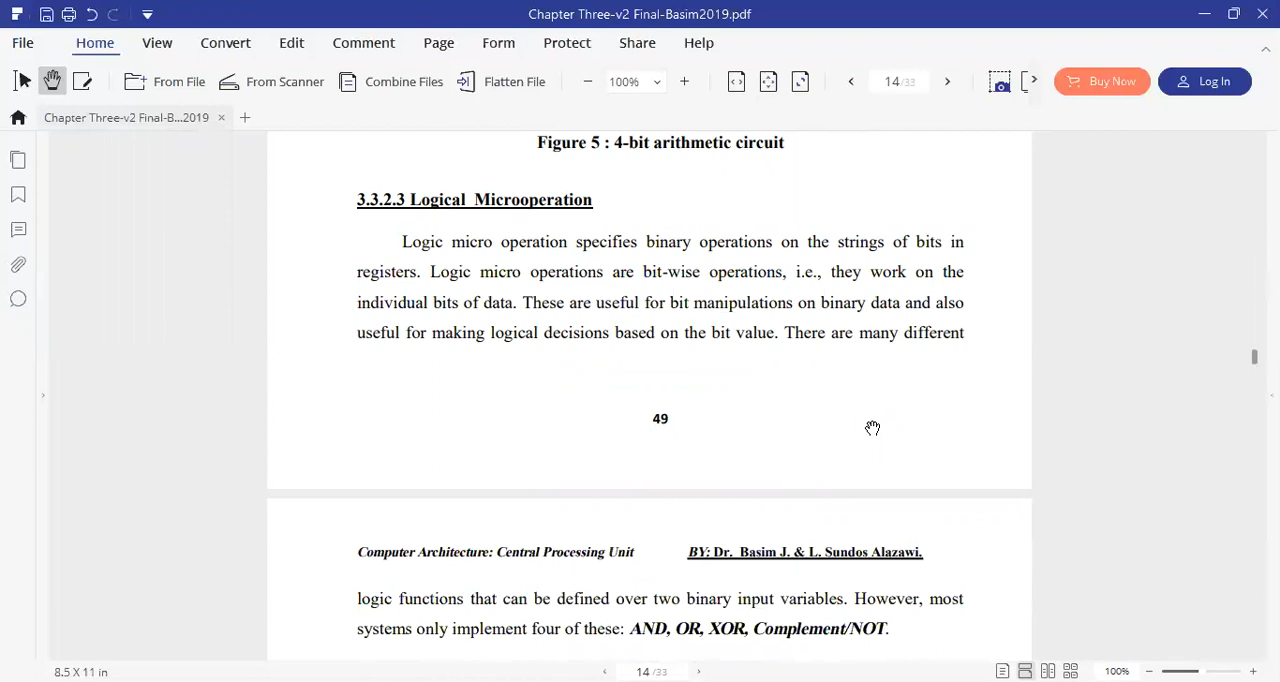 Chapter Three-v2 Final-Basim2019.pdf
File Home View Convert Edit Comment Page Form Protect Share Help
From File From Scanner Combine Files Flatten File 100% 14/33 Buy Now Log In
Chapter Three-v2 Final-B...2019
Figure 5 : 4-bit arithmetic circuit
3.3.2.3 Logical Microoperation
Logic micro operation specifies binary operations on the strings of bits in
registers. Logic micro operations are bit-wise operations, i.e., they work on the
individual bits of data. These are useful for bit manipulations on binary data and also
useful for making logical decisions based on the bit value. There are many different
49
Computer Architecture: Central Processing Unit BY: Dr. Basim J. & L. Sundos Alazawi.
logic functions that can be defined over two binary input variables. However, most
systems only implement four of these: AND, OR, XOR, Complement/NOT.
8.5 X 11 in 14/33 100%